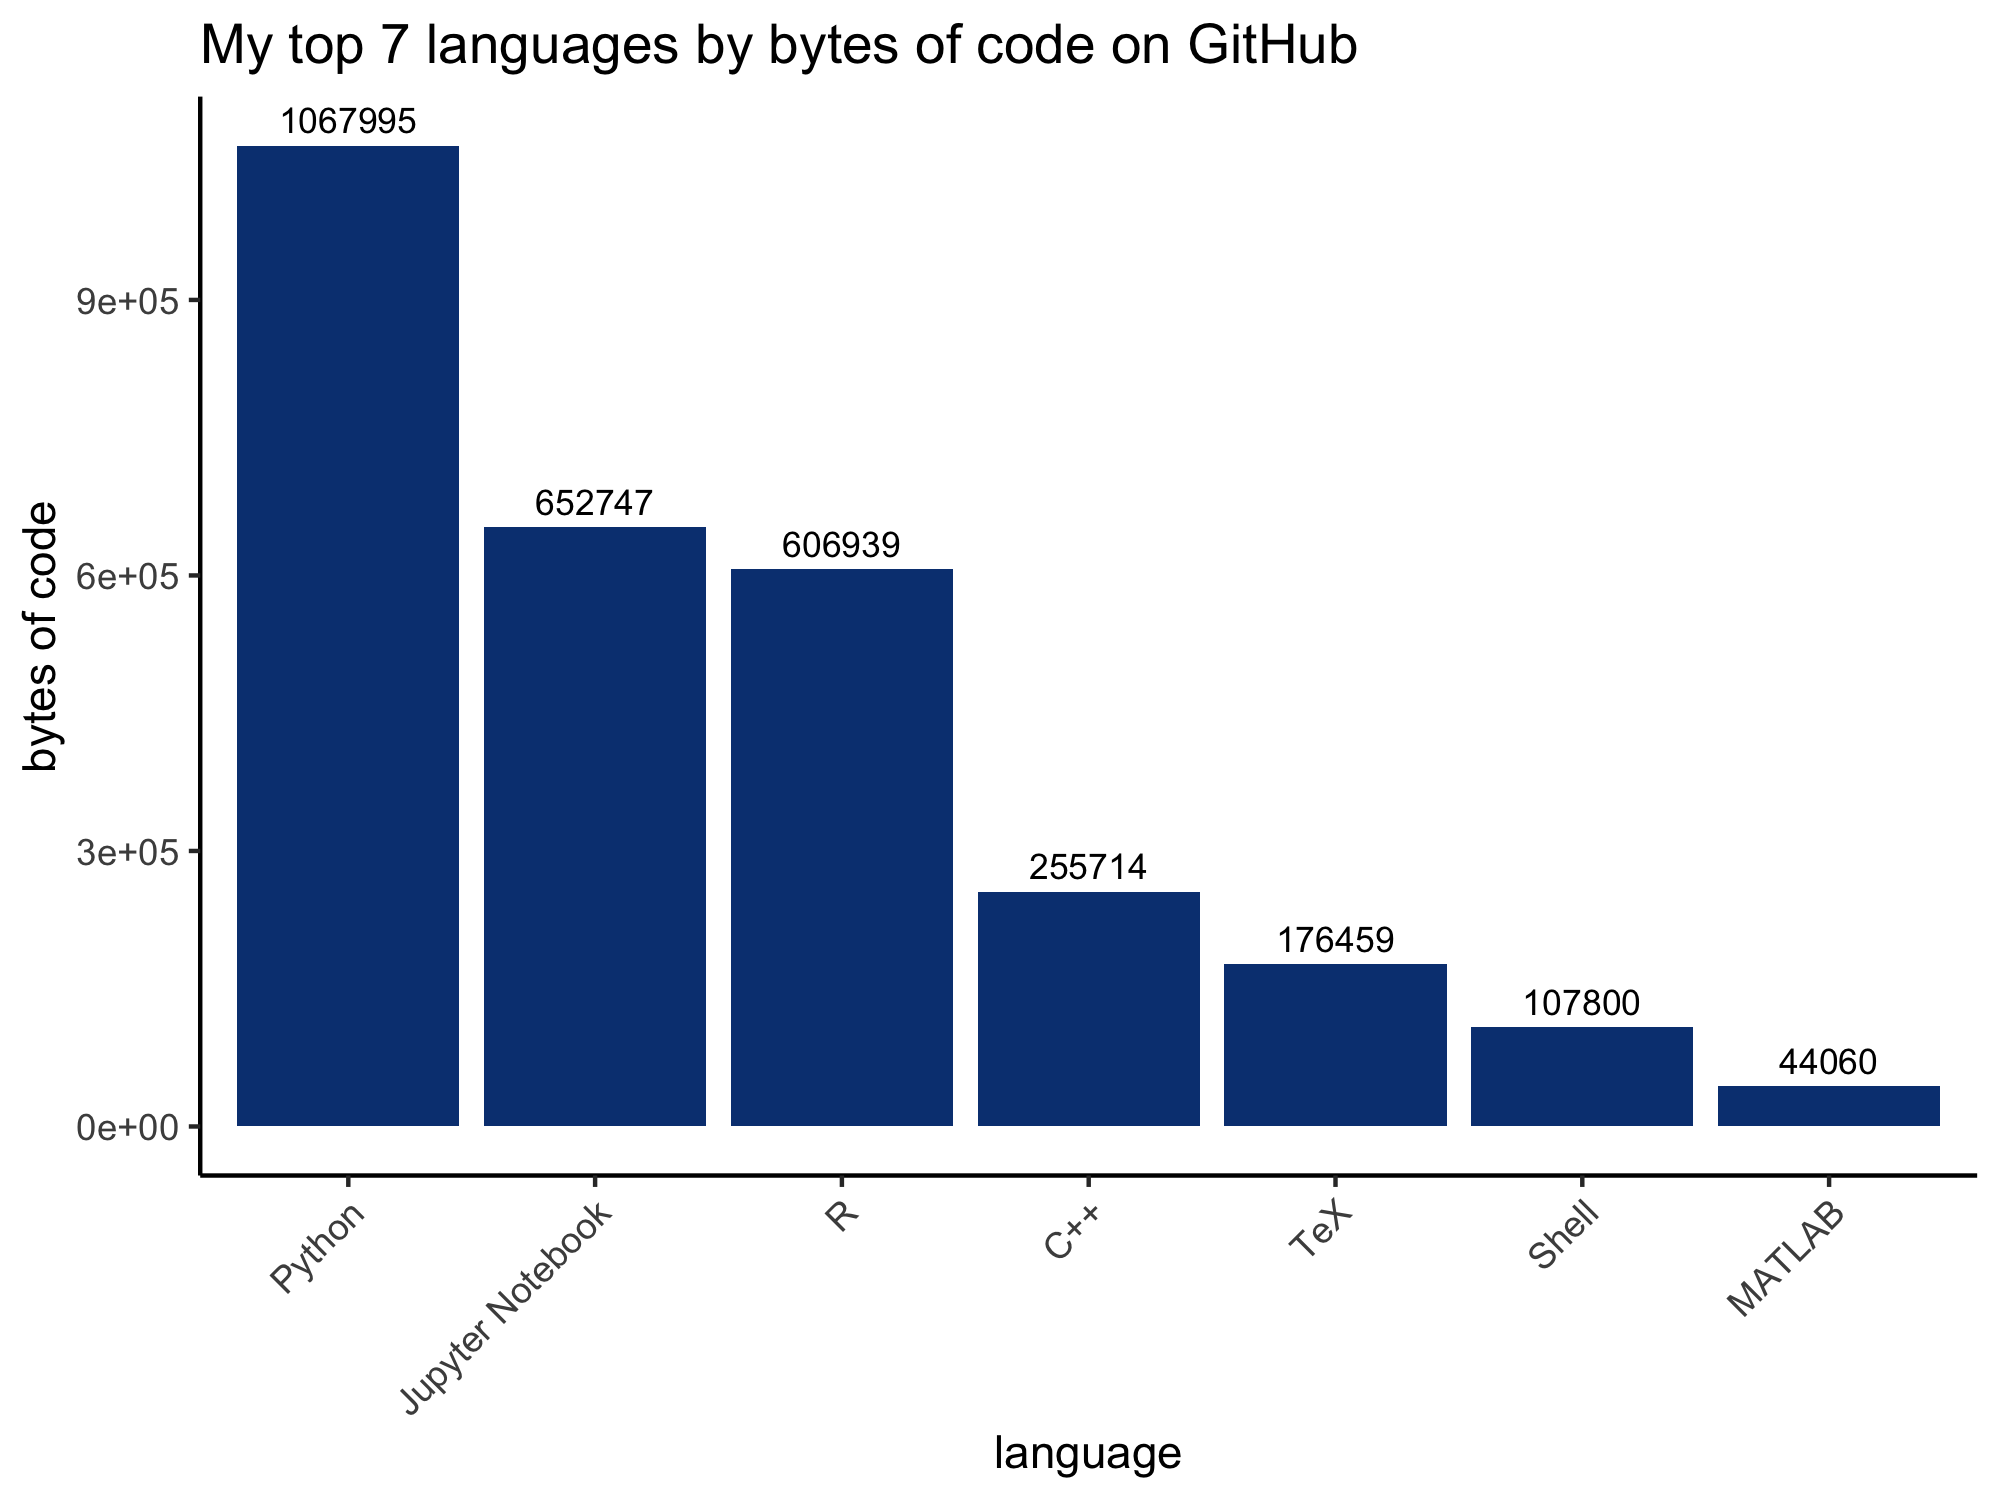 My top 7 languages by bytes of code on GitHub
1067995
652747
606939
255714
176459
107800
44060
9e+05
6e+05
3e+05
0e+00
bytes of code
Python
Jupyter Notebook
R
C++
TeX
Shell
MATLAB
language